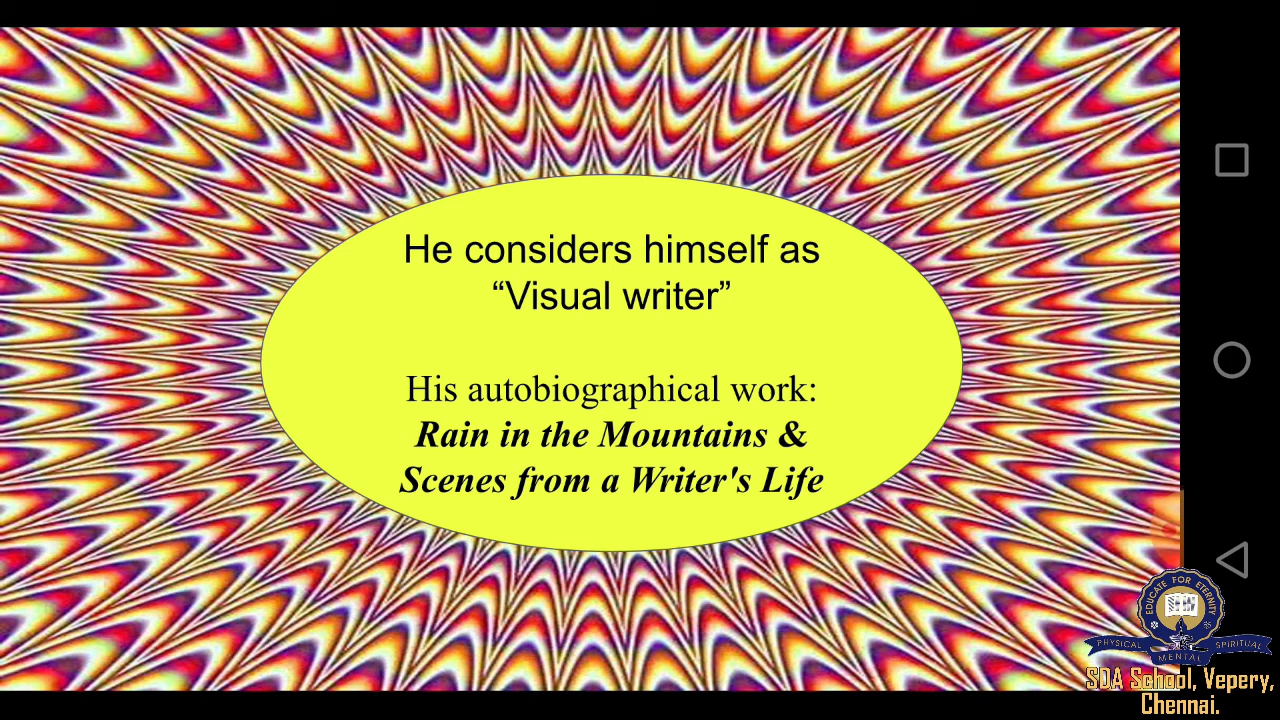 He considers himself as
“Visual writer”
His autobiographical work:
Rain in the Mountains &
Scenes from a Writer's Life
EDUCATE FOR ETERNITY
PHYSICAL
MENTAL
SPIRITUAL
SDA School, Vepery,
Chennai.